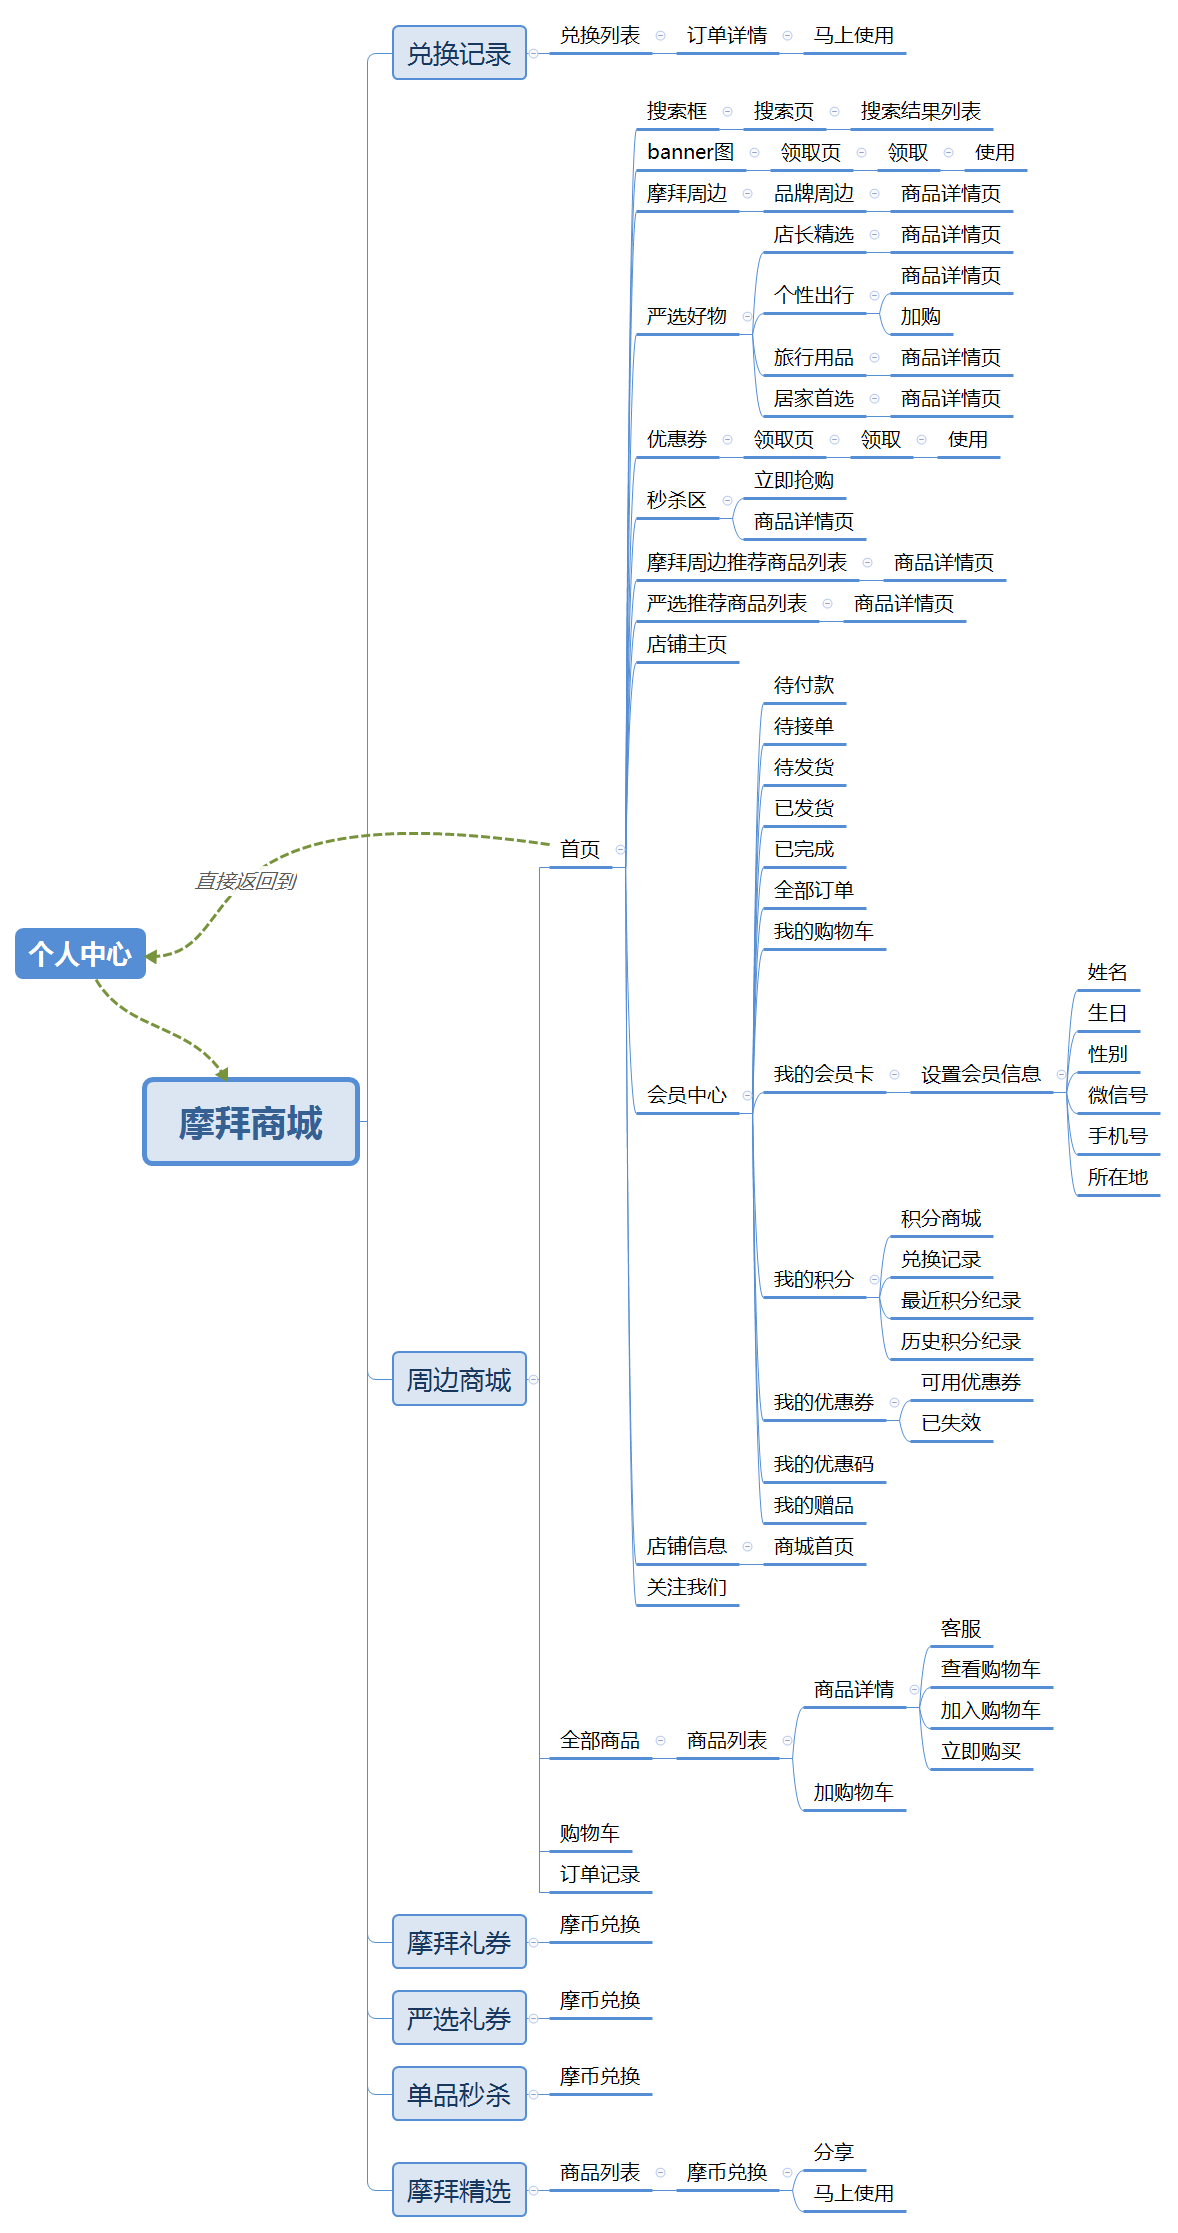 兑换记录
兑换列表
订单详情
马上使用
搜索框
搜索页
搜索结果列表
banner图
领取页
领取
使用
摩拜周边
品牌周边
商品详情页
严选好物
店长精选
商品详情页
个性出行
商品详情页
加购
旅行用品
商品详情页
居家首选
商品详情页
优惠券
领取页
领取
使用
秒杀区
立即抢购
商品详情页
摩拜周边推荐商品列表
商品详情页
严选推荐商品列表
商品详情页
店铺主页
首页
直接返回到
个人中心
摩拜商城
会员中心
待付款
待接单
待发货
已发货
已完成
全部订单
我的购物车
我的会员卡
设置会员信息
姓名
生日
性别
微信号
手机号
所在地
我的积分
积分商城
兑换记录
最近积分纪录
历史积分纪录
我的优惠券
可用优惠券
已失效
我的优惠码
我的赠品
店铺信息
商城首页
关注我们
周边商城
全部商品
商品列表
商品详情
客服
查看购物车
加入购物车
立即购买
加购物车
购物车
订单记录
摩拜礼券
摩币兑换
严选礼券
摩币兑换
单品秒杀
摩币兑换
摩拜精选
商品列表
摩币兑换
分享
马上使用